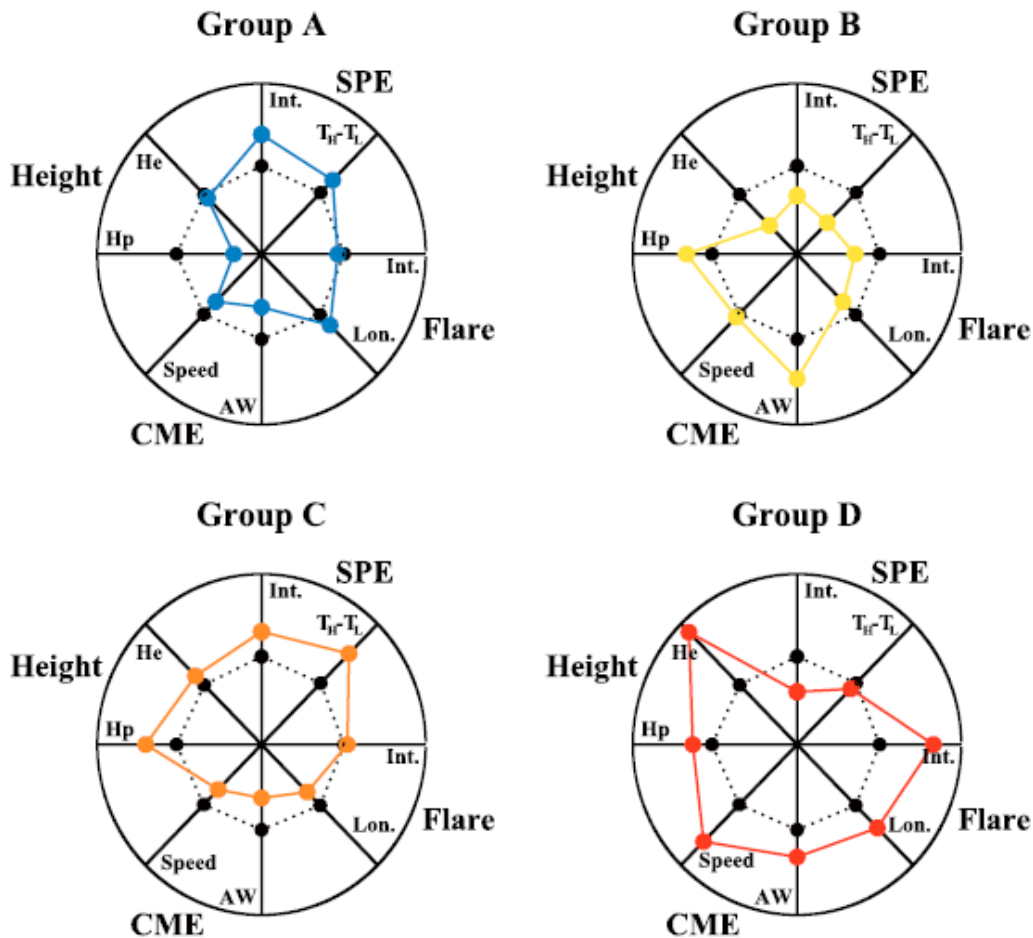 Group A
SPE
Int.
T_H-T_L
He
Height
Hp
Int.
Lon.
Flare
Speed
AW
CME
Group B
SPE
Int.
T_H-T_L
He
Height
Hp
Int.
Lon.
Flare
Speed
AW
CME
Group C
SPE
Int.
T_H-T_L
He
Height
Hp
Int.
Lon.
Flare
Speed
AW
CME
Group D
SPE
Int.
T_H-T_L
He
Height
Hp
Int.
Lon.
Flare
Speed
AW
CME